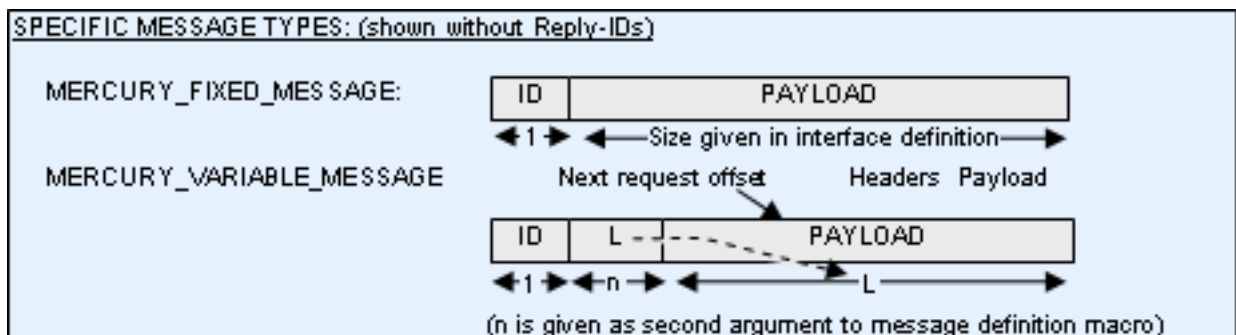 SPECIFIC MESSAGE TYPES: (shown without Reply-IDs)
MERCURY_FIXED_MESSAGE:
ID PAYLOAD
1 Size given in interface definition
MERCURY_VARIABLE_MESSAGE
Next request offset Headers Payload
ID L PAYLOAD
1 n L
(n is given as second argument to message definition macro)